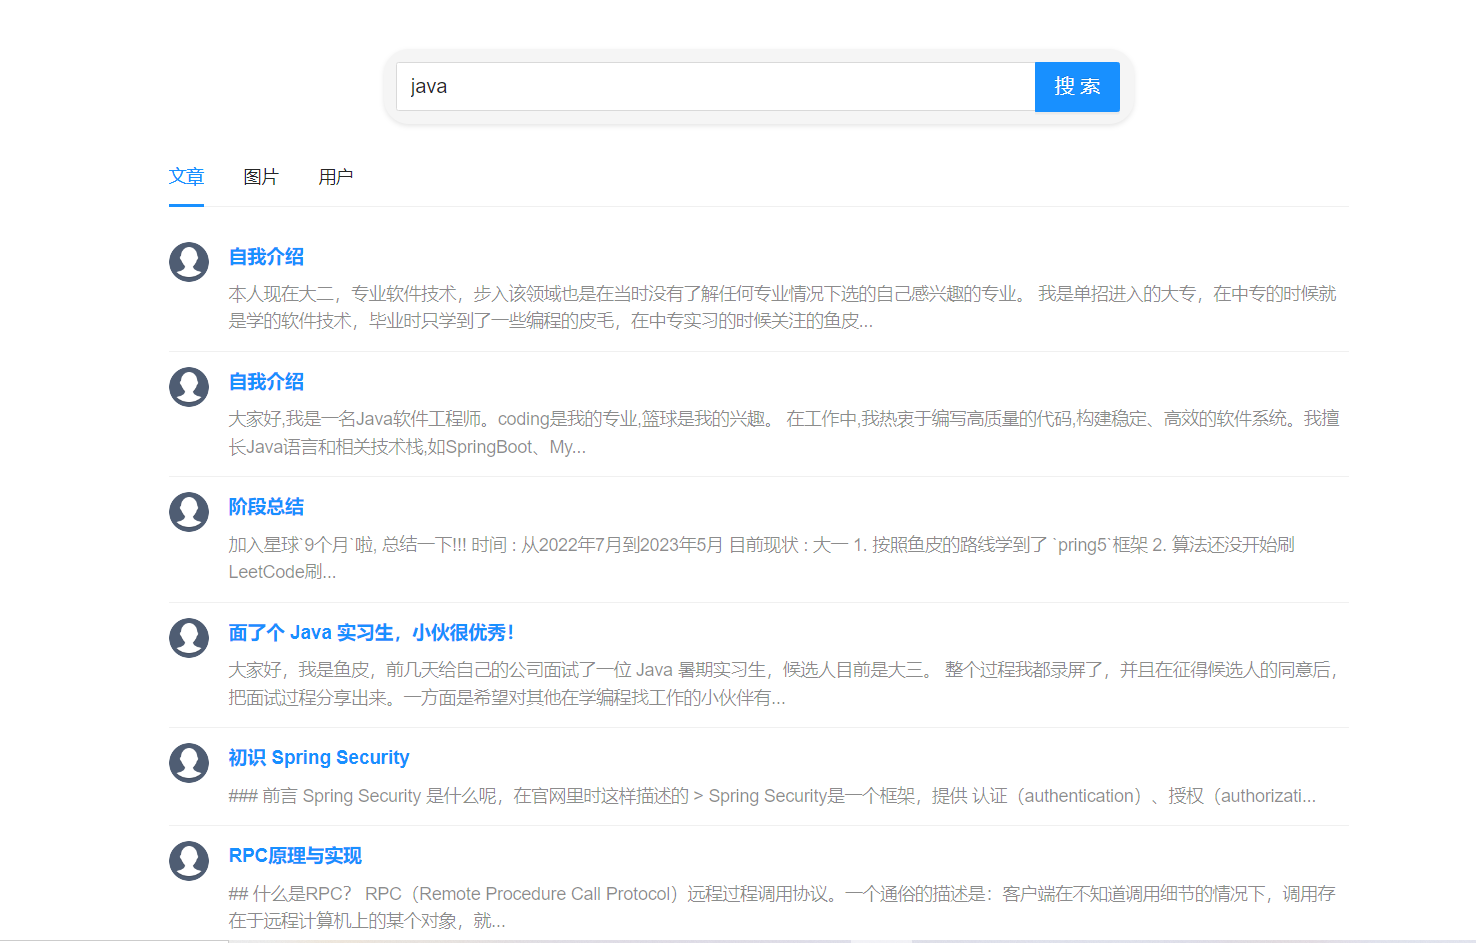 java
搜 索
文章 图片 用户
自我介绍
本人现在大二，专业软件技术，步入该领域也是在当时没有了解任何专业情况下选的自己感兴趣的专业。 我是单招进入的大专，在中专的时候就
是学的软件技术，毕业时只学到了一些编程的皮毛，在中专实习的时候关注的鱼皮...
自我介绍
大家好,我是一名Java软件工程师。coding是我的专业,篮球是我的兴趣。 在工作中,我热衷于编写高质量的代码,构建稳定、高效的软件系统。我擅
长Java语言和相关技术栈,如SpringBoot、My...
阶段总结
加入星球`9个月`啦, 总结一下!!! 时间 : 从2022年7月到2023年5月 目前现状 : 大一 1. 按照鱼皮的路线学到了 `pring5`框架 2. 算法还没开始刷
LeetCode刷...
面了个 Java 实习生，小伙很优秀！
大家好，我是鱼皮，前几天给自己的公司面试了一位 Java 暑期实习生，候选人目前是大三。 整个过程我都录屏了，并且在征得候选人的同意后，
把面试过程分享出来。一方面是希望对其他在学编程找工作的小伙伴有...
初识 Spring Security
### 前言 Spring Security 是什么呢，在官网里时这样描述的 > Spring Security是一个框架，提供 认证（authentication）、授权（authorizati...
RPC原理与实现
## 什么是RPC？ RPC（Remote Procedure Call Protocol）远程过程调用协议。一个通俗的描述是：客户端在不知道调用细节的情况下，调用存
在于远程计算机上的某个对象，就...